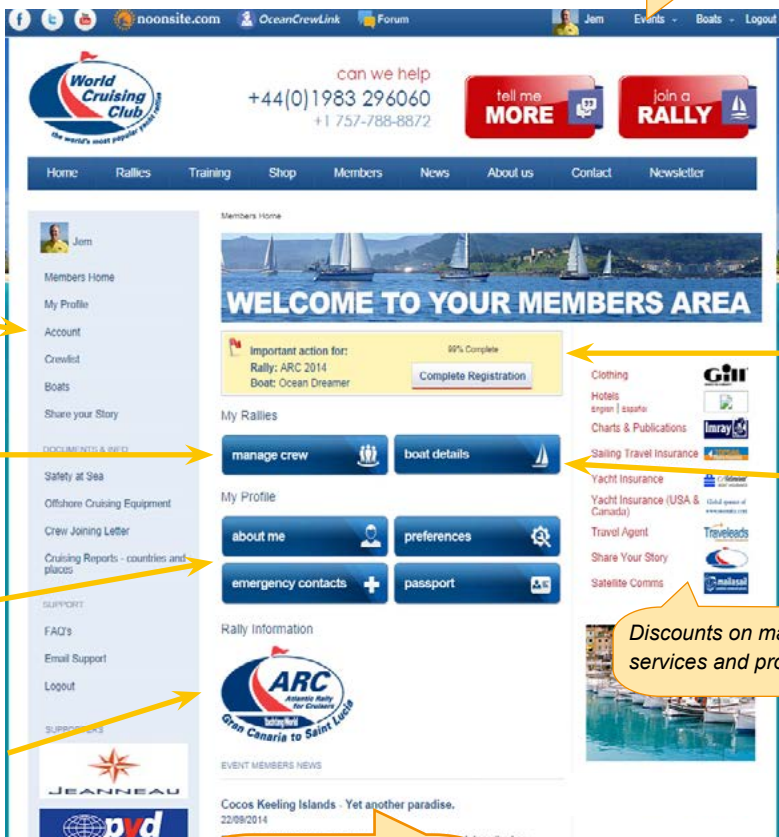 noonsite.com OceanCrewLink Forum Jem Events Boats Logout
World Cruising Club
the world's most popular yacht rallies
can we help
+44(0)1983 296060
+1 757-788-8872
tell me MORE
join a RALLY
Home Rallies Training Shop Members News About us Contact Newsletter
Jem
Members Home
My Profile
Account
Crewlist
Boats
Share your Story
DOCUMENTS & INFO
Safety at Sea
Offshore Cruising Equipment
Crew Joining Letter
Cruising Reports - countries and
places
SUPPORT
FAQ's
Email Support
Logout
SUPPORTERS
JEANNEAU
pyd
Members Home
WELCOME TO YOUR MEMBERS AREA
Important action for:
Rally: ARC 2014
Boat: Ocean Dreamer
99% Complete
Complete Registration
My Rallies
manage crew boat details
My Profile
about me preferences
emergency contacts passport
Rally Information
ARC
Atlantic Rally
for Cruisers
Yachting World
Gran Canaria to Saint Lucia
EVENT MEMBERS NEWS
Cocos Keeling Islands - Yet another paradise.
22/09/2014
Clothing Gill
Hotels
English | Español
Charts & Publications Imray
Sailing Travel Insurance
Yacht Insurance
Yacht Insurance (USA &
Canada)
Travel Agent Traveleads
Share Your Story
Satellite Comms mailasail
Discounts on ma
services and pro